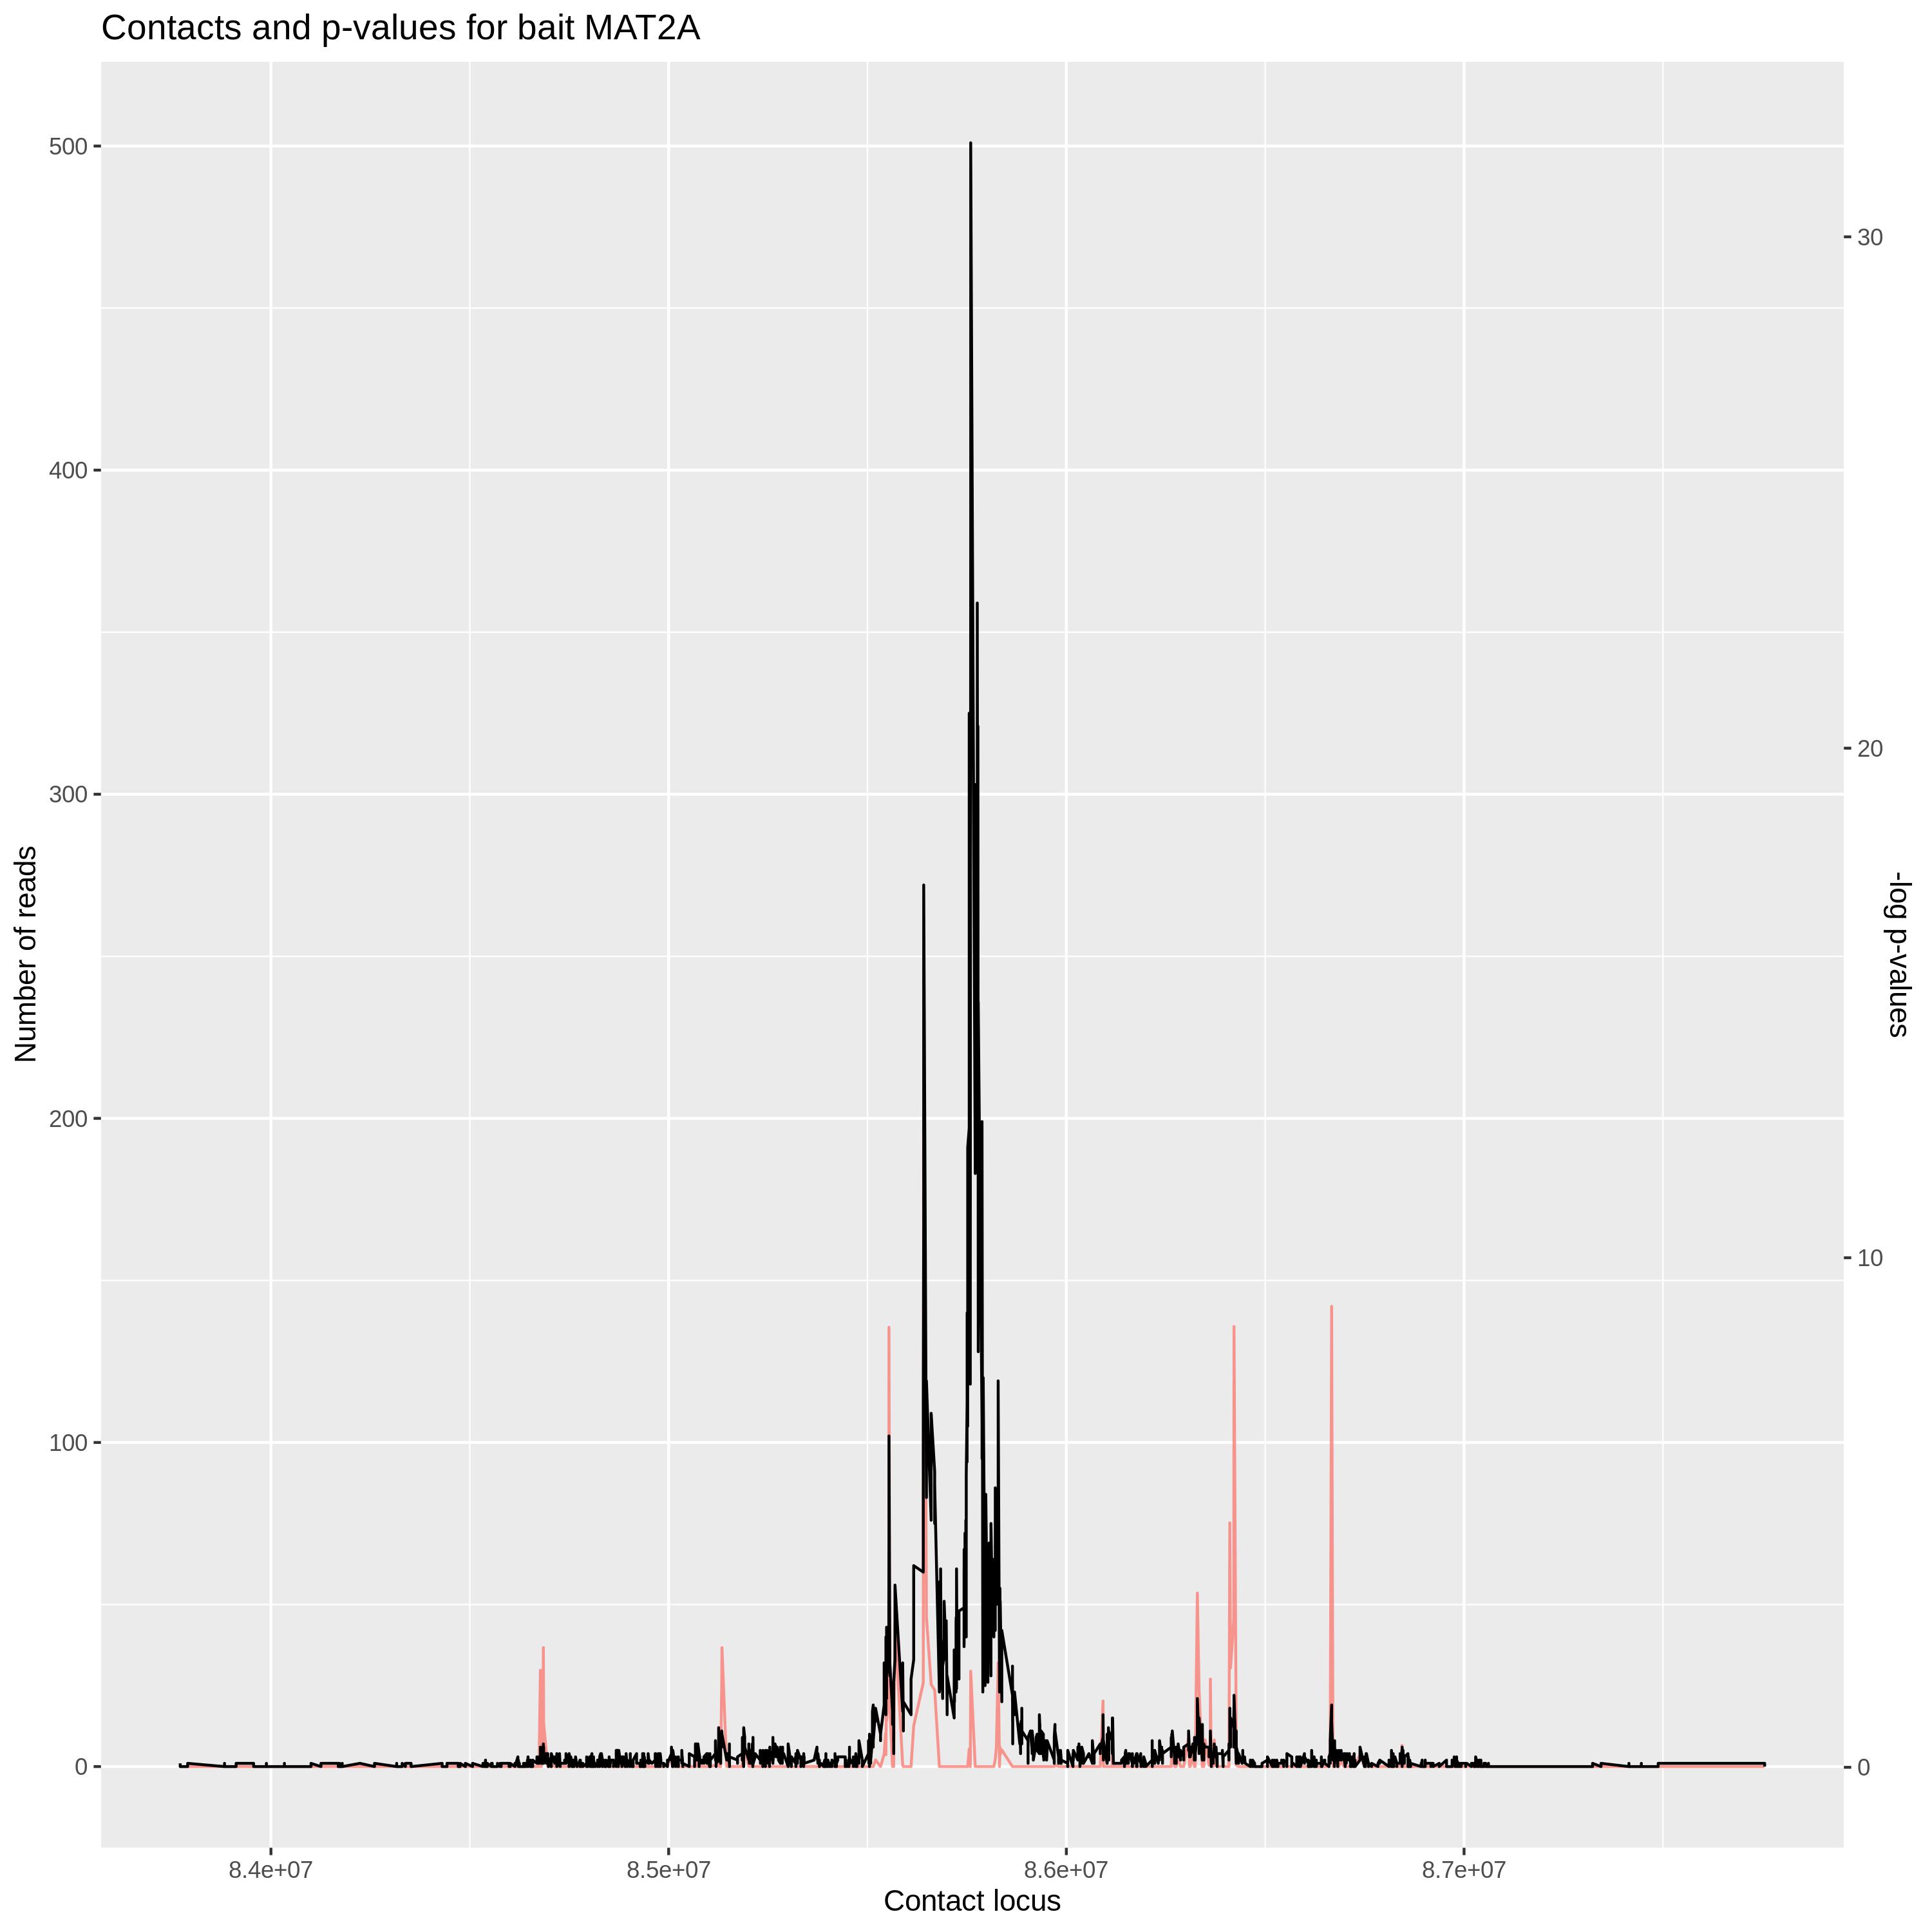 Contacts and p-values for bait MAT2A
500
400
300
200
100
0
Number of reads
30
20
10
0
-log p-values
8.4e+07 8.5e+07 8.6e+07 8.7e+07
Contact locus